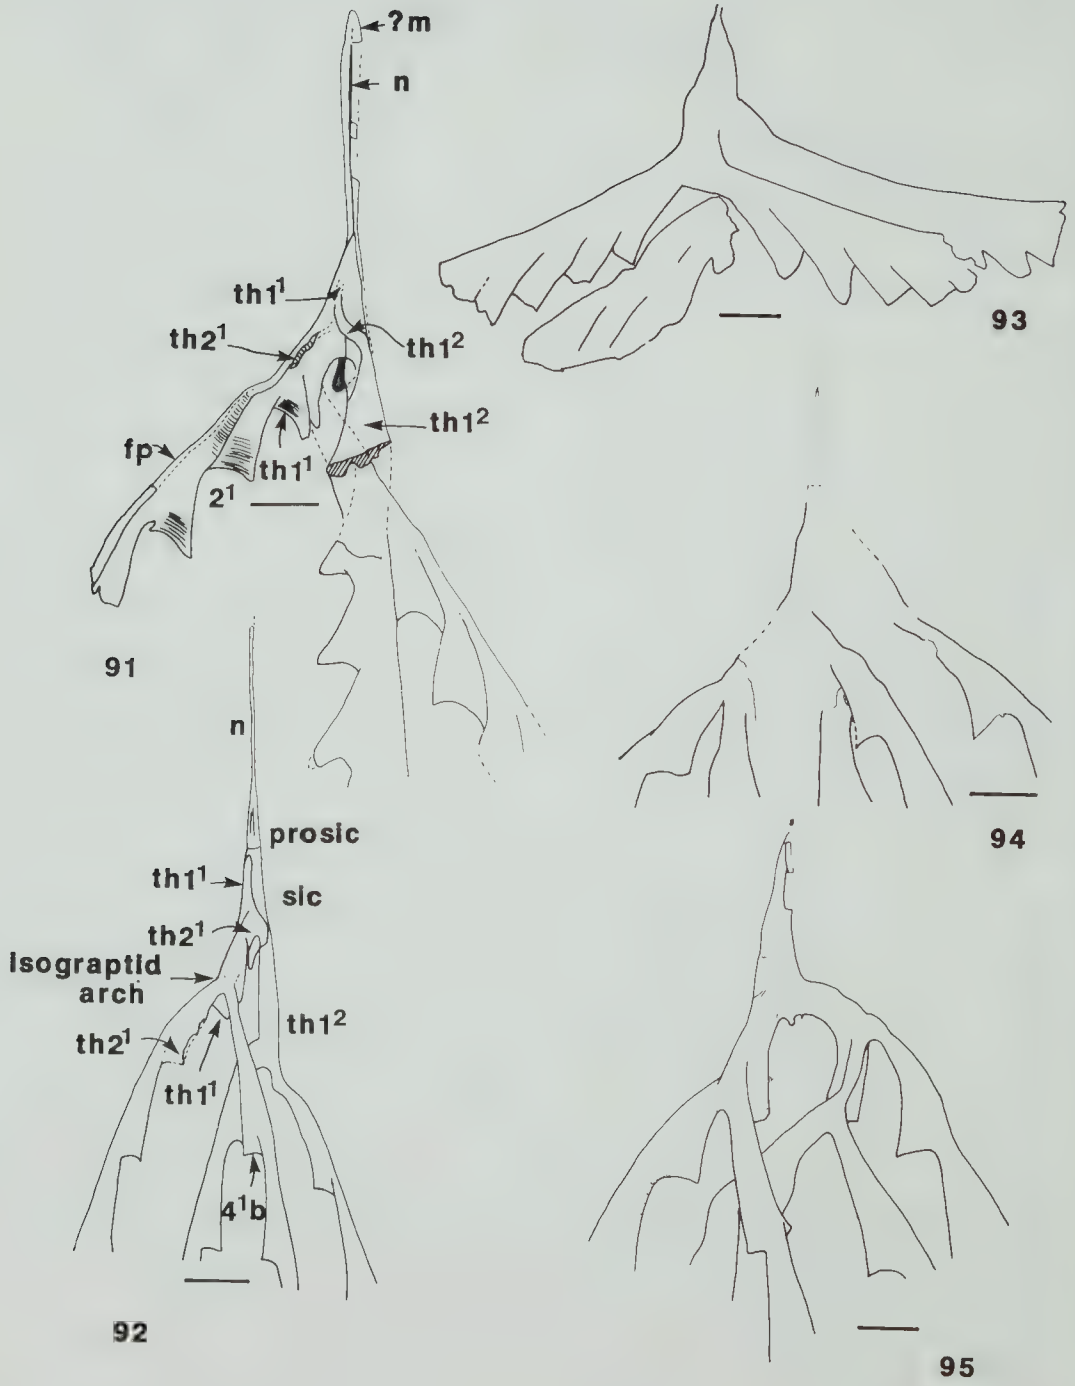 ?m
n
th1¹
th2¹
th1²
th1²
fp
th1¹
2¹
91
93
n
prosic
th1¹
sic
th2¹
isograptid
arch
th1²
th2¹
th1¹
4¹b
92
94
95